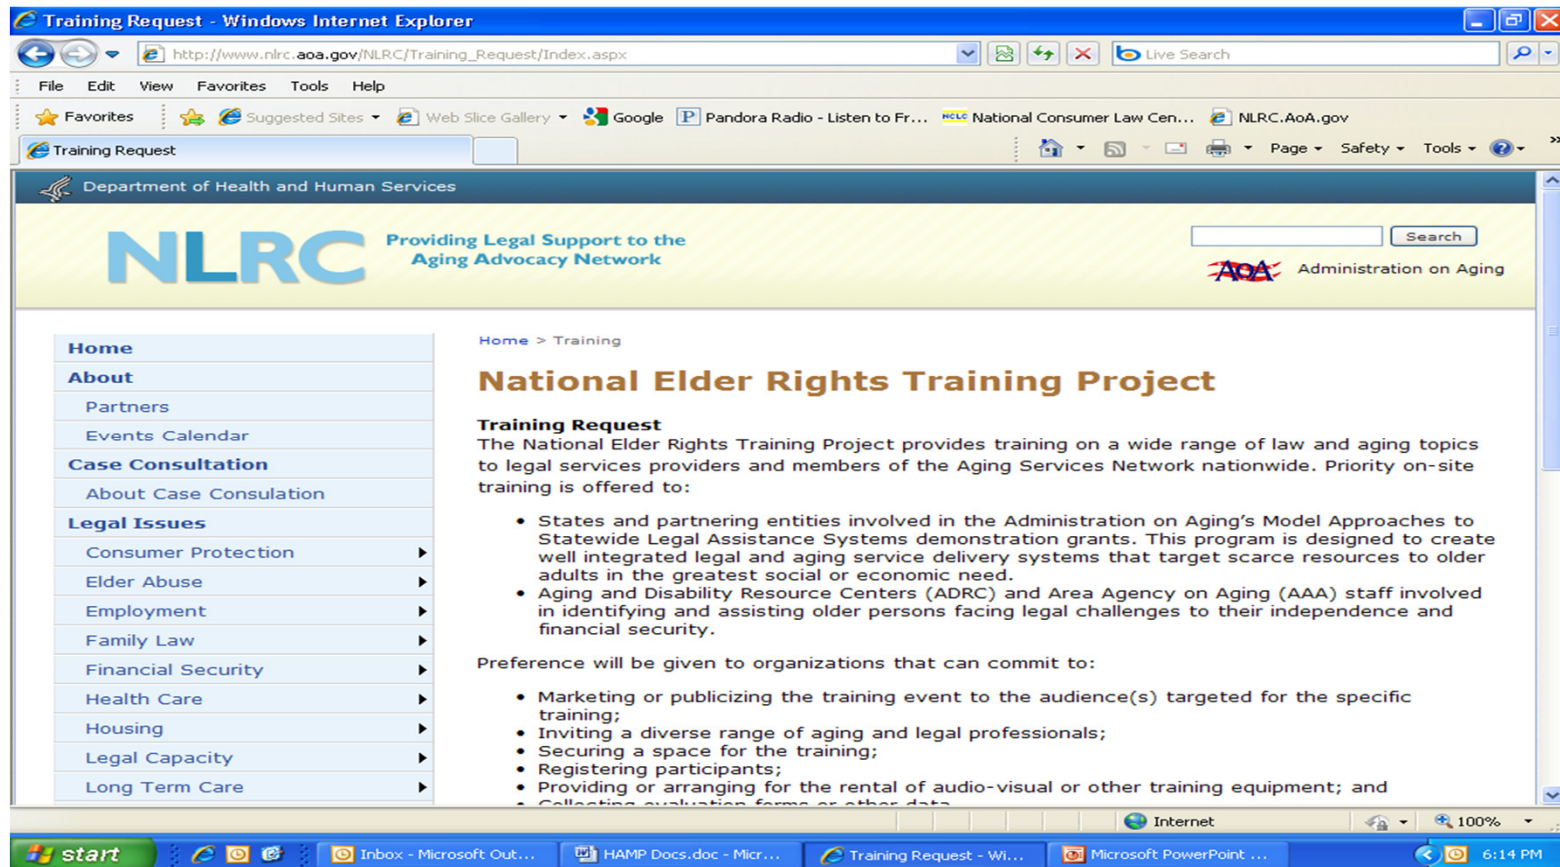 Training Request - Windows Internet Explorer
http://www.nlrc.aoa.gov/NLRC/Training_Request/Index.aspx
Live Search
File Edit View Favorites Tools Help
Favorites Suggested Sites Web Slice Gallery Google Pandora Radio - Listen to Fr... NCLC National Consumer Law Cen... NLRC.AoA.gov
Training Request Page Safety Tools
Department of Health and Human Services
NLRC
Providing Legal Support to the
Aging Advocacy Network
Search
AOA Administration on Aging
Home
About
Partners
Events Calendar
Case Consultation
About Case Consulation
Legal Issues
Consumer Protection
Elder Abuse
Employment
Family Law
Financial Security
Health Care
Housing
Legal Capacity
Long Term Care
Home > Training
National Elder Rights Training Project
Training Request
The National Elder Rights Training Project provides training on a wide range of law and aging topics
to legal services providers and members of the Aging Services Network nationwide. Priority on-site
training is offered to:
• States and partnering entities involved in the Administration on Aging's Model Approaches to
Statewide Legal Assistance Systems demonstration grants. This program is designed to create
well integrated legal and aging service delivery systems that target scarce resources to older
adults in the greatest social or economic need.
• Aging and Disability Resource Centers (ADRC) and Area Agency on Aging (AAA) staff involved
in identifying and assisting older persons facing legal challenges to their independence and
financial security.
Preference will be given to organizations that can commit to:
• Marketing or publicizing the training event to the audience(s) targeted for the specific
training;
• Inviting a diverse range of aging and legal professionals;
• Securing a space for the training;
• Registering participants;
• Providing or arranging for the rental of audio-visual or other training equipment; and
• Collecting evaluation forms or other data
Internet 100%
start Inbox - Microsoft Out... HAMP Docs.doc - Micr... Training Request - Wi... Microsoft PowerPoint ... 6:14 PM